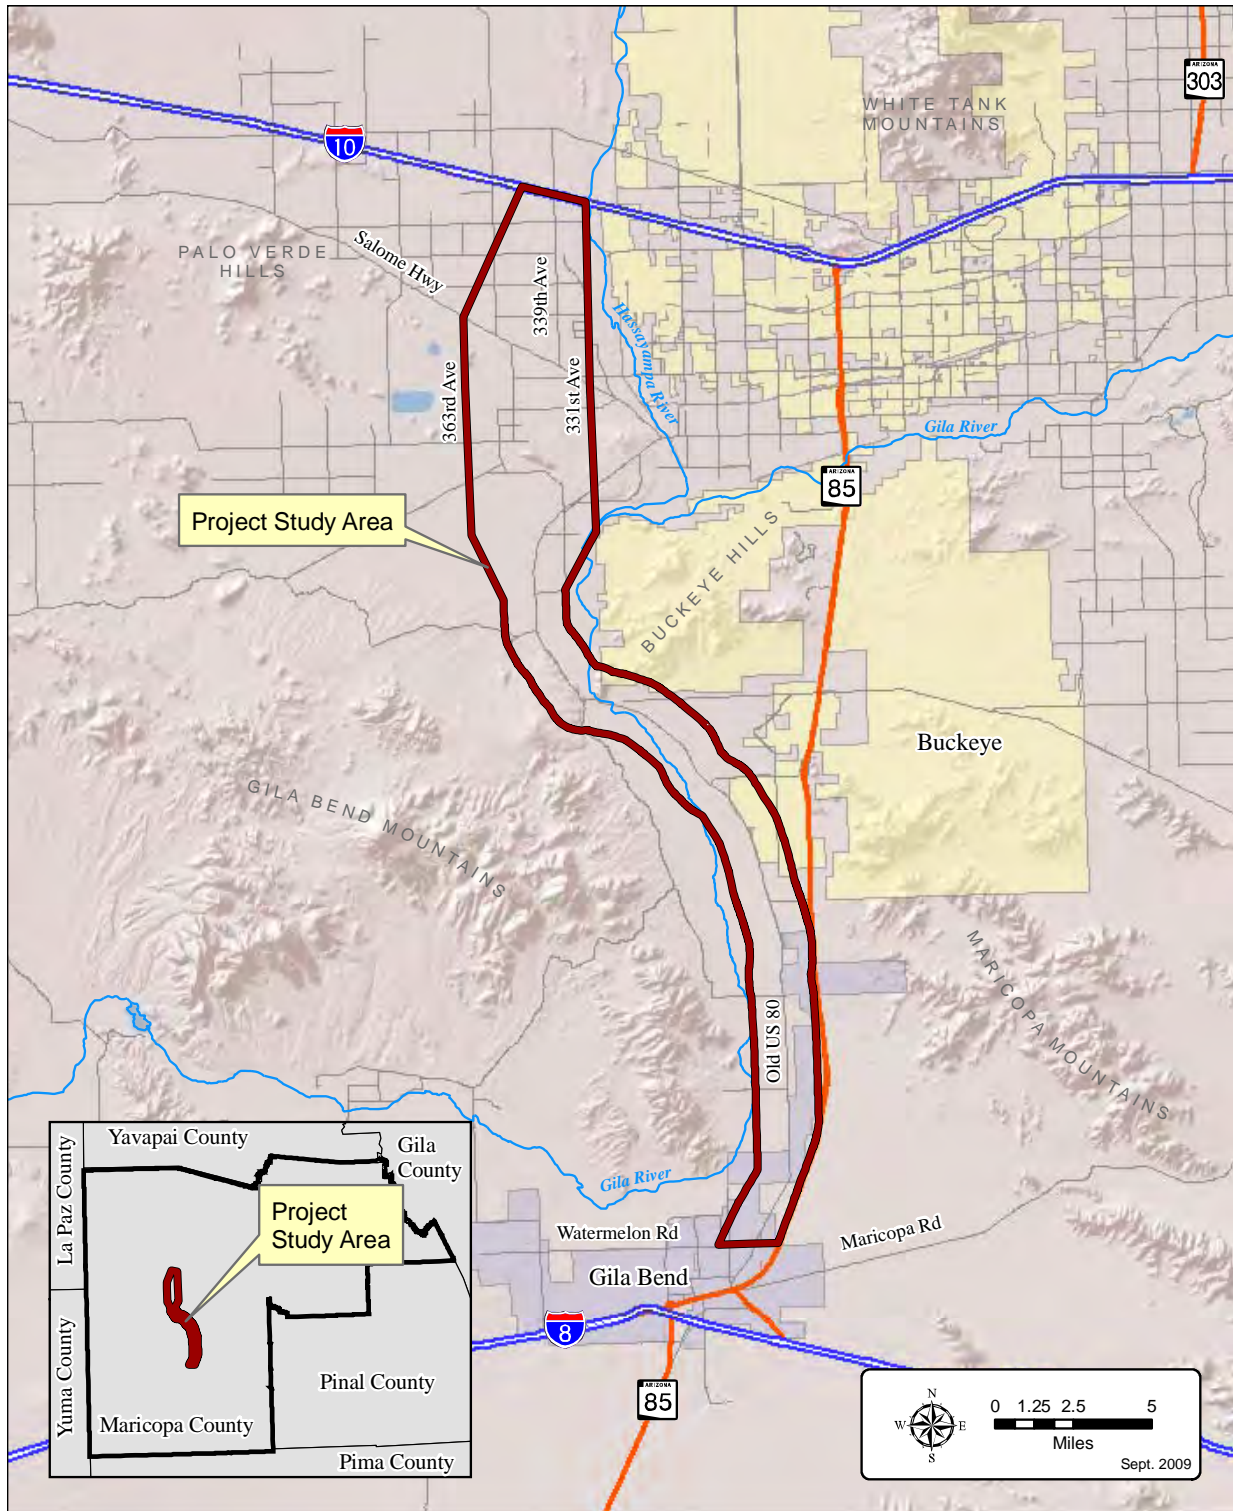 ARIZONA
303
WHITE TANK
MOUNTAINS
10
PALO VERDE
HILLS
Salome Hwy
339th Ave
Hassayampa River
363rd Ave
331st Ave
Gila River
ARIZONA
85
Project Study Area
BUCKEYE HILLS
Buckeye
GILA BEND MOUNTAINS
MARICOPA MOUNTAINS
Old US 80
Gila River
Watermelon Rd
Maricopa Rd
Gila Bend
8
ARIZONA
85
Yavapai County
Gila
County
La Paz County
Project
Study Area
Yuma County
Pinal County
Maricopa County
Pima County
N
W
E
S
0 1.25 2.5 5
Miles
Sept. 2009